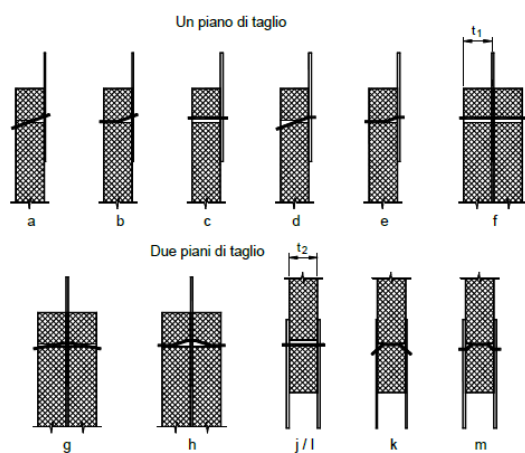 Un piano di taglio
t1
a b c d e f
Due piani di taglio
t2
g h j / l k m